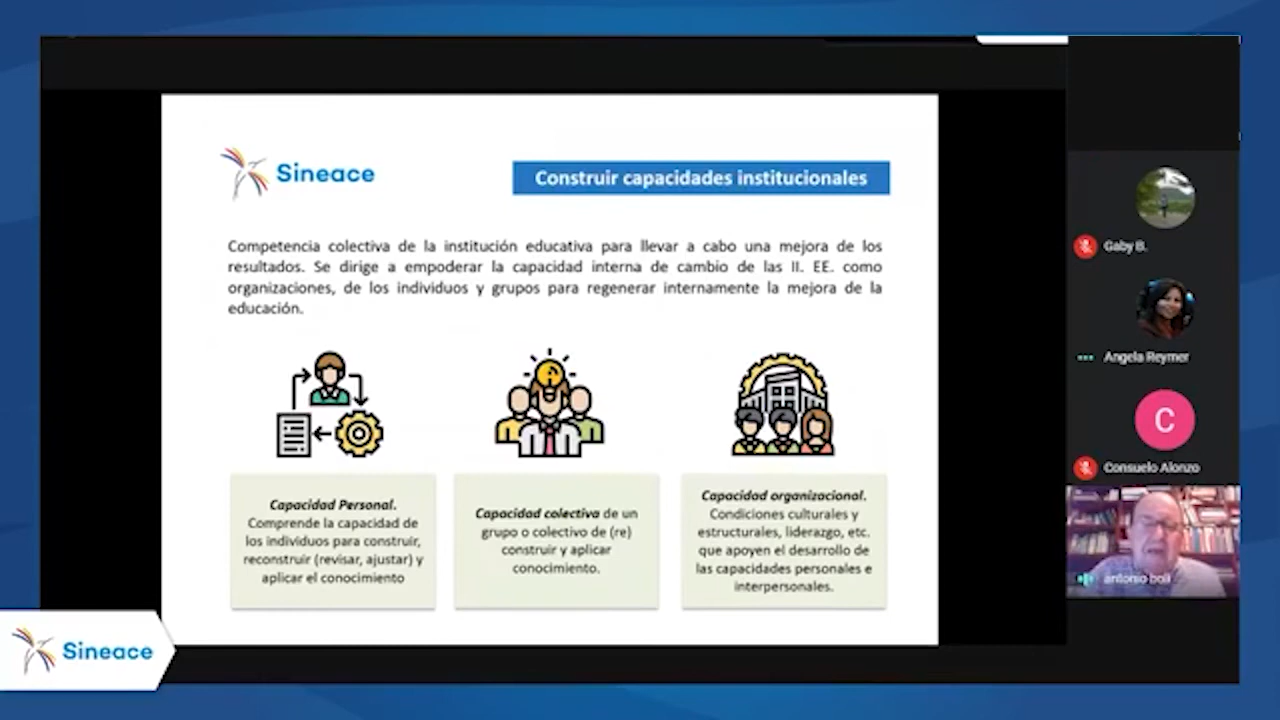 Sineace
Construir capacidades institucionales
Competencia colectiva de la institución educativa para llevar a cabo una mejora de los
resultados. Se dirige a empoderar la capacidad interna de cambio de las II. EE. como
organizaciones, de los individuos y grupos para regenerar internamente la mejora de la
educación.
Capacidad Personal.
Comprende la capacidad de
los individuos para construir,
reconstruir (revisar, ajustar) y
aplicar el conocimiento
Capacidad colectiva de un
grupo o colectivo de (re)
construir y aplicar
conocimiento.
Capacidad organizacional.
Condiciones culturales y
estructurales, liderazgo, etc.
que apoyen el desarrollo de
las capacidades personales e
interpersonales.
Gaby B.
Angela Reymer
C
Consuelo Alonzo
antonio
Sineace